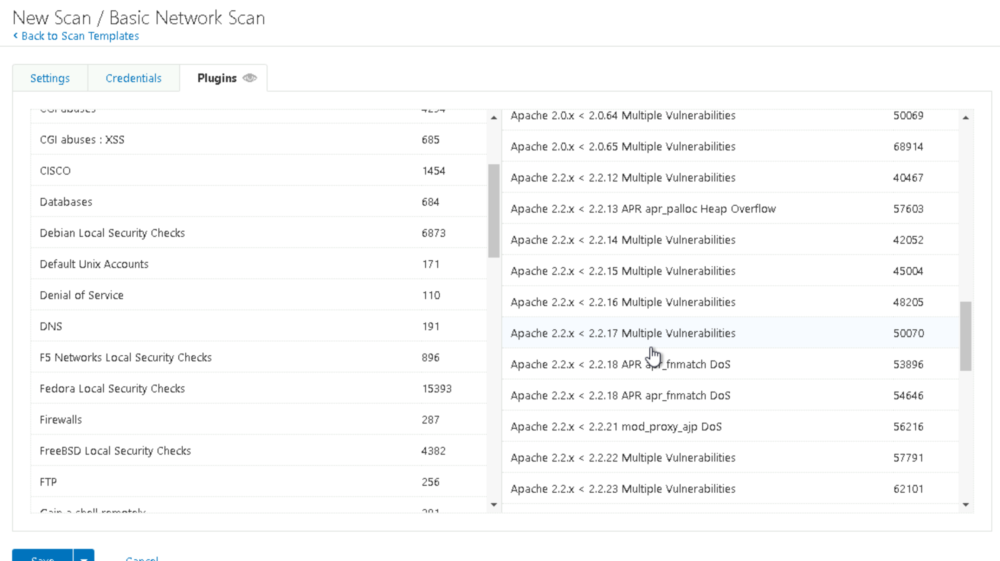 New Scan / Basic Network Scan
Back to Scan Templates
Settings
Credentials
Plugins
CGI abuses 4294
CGI abuses : XSS 685
CISCO 1454
Databases 684
Debian Local Security Checks 6873
Default Unix Accounts 171
Denial of Service 110
DNS 191
F5 Networks Local Security Checks 896
Fedora Local Security Checks 15393
Firewalls 287
FreeBSD Local Security Checks 4382
FTP 256
Gain a shell remotely
Apache 2.0.x < 2.0.64 Multiple Vulnerabilities 50069
Apache 2.0.x < 2.0.65 Multiple Vulnerabilities 68914
Apache 2.2.x < 2.2.12 Multiple Vulnerabilities 40467
Apache 2.2.x < 2.2.13 APR apr_palloc Heap Overflow 57603
Apache 2.2.x < 2.2.14 Multiple Vulnerabilities 42052
Apache 2.2.x < 2.2.15 Multiple Vulnerabilities 45004
Apache 2.2.x < 2.2.16 Multiple Vulnerabilities 48205
Apache 2.2.x < 2.2.17 Multiple Vulnerabilities 50070
Apache 2.2.x < 2.2.18 APR apr_fnmatch DoS 53896
Apache 2.2.x < 2.2.18 APR apr_fnmatch DoS 54646
Apache 2.2.x < 2.2.21 mod_proxy_ajp DoS 56216
Apache 2.2.x < 2.2.22 Multiple Vulnerabilities 57791
Apache 2.2.x < 2.2.23 Multiple Vulnerabilities 62101
Save
Cancel